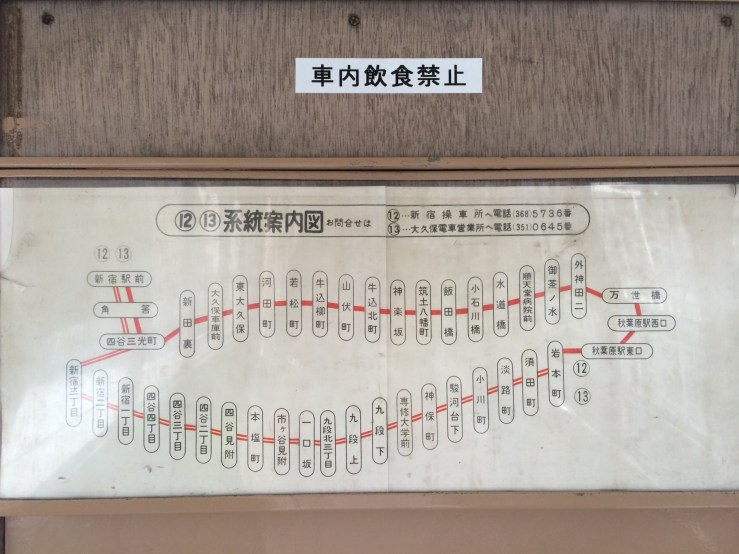 車内飲食禁止
⑫ ⑬ 系統案内図 お問合せは
⑫…新宿操車所へ電話(368)5736番
⑬…大久保電車営業所へ電話(351)0645番
⑫ ⑬
新宿駅前
角筈
四谷三光町
新田裏
大久保車庫前
東大久保
河田町
若松町
牛込柳町
山伏町
牛込北町
神楽坂
筑土八幡町
飯田橋
小石川橋
水道橋
順天堂病院前
御茶ノ水
外神田二
万世橋
秋葉原駅西口
秋葉原駅東口
⑫
⑬
新宿三丁目
新宿二丁目
新宿一丁目
四谷四丁目
四谷三丁目
四谷二丁目
四谷見附
本塩町
市ヶ谷見附
一口坂
九段北三丁目
九段上
九段下
専修大学前
神保町
駿河台下
小川町
淡路町
須田町
岩本町